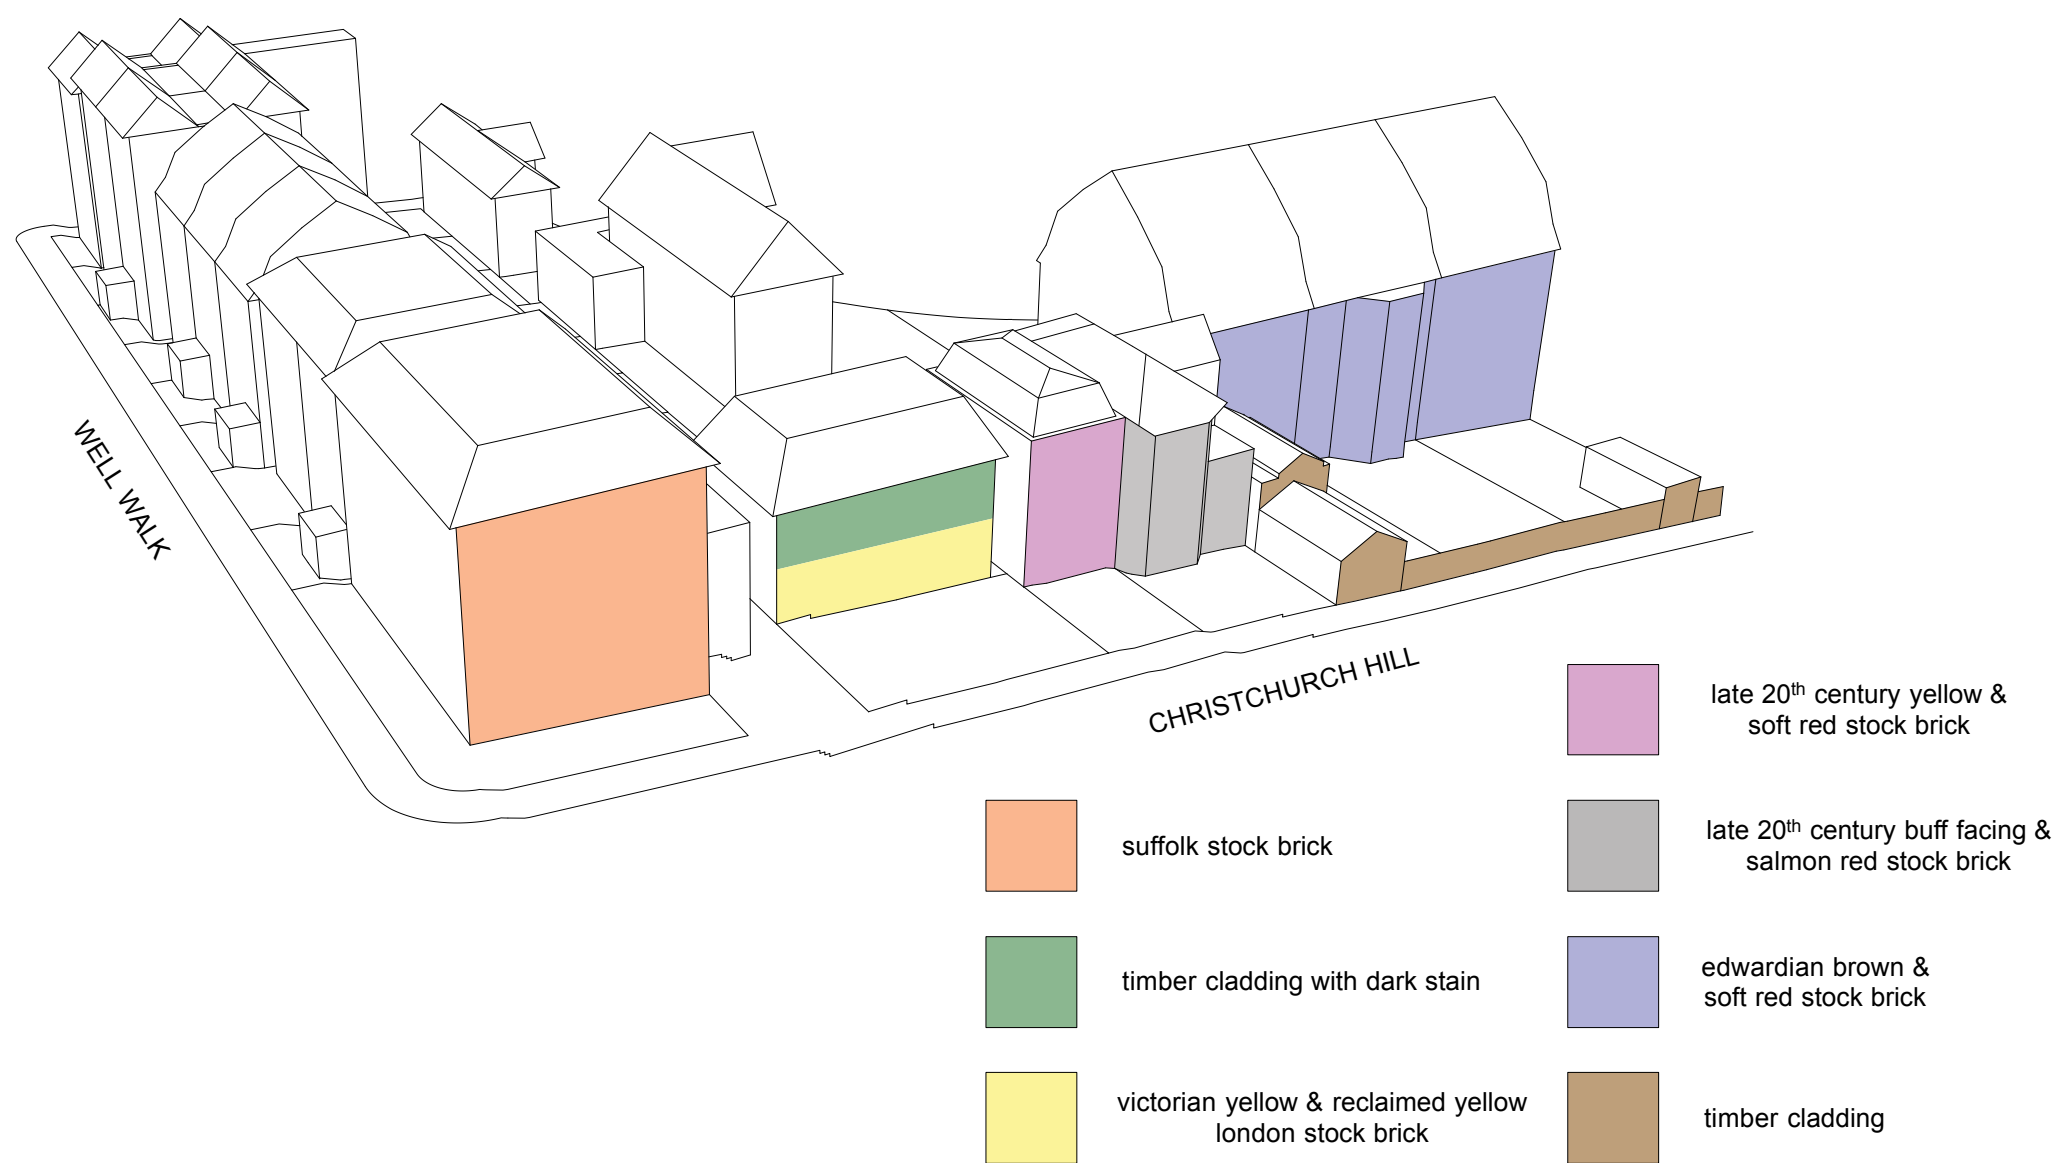 WELL WALK
CHRISTCHURCH HILL
suffolk stock brick
timber cladding with dark stain
victorian yellow & reclaimed yellow
london stock brick
late 20th century yellow &
soft red stock brick
late 20th century buff facing &
salmon red stock brick
edwardian brown &
soft red stock brick
timber cladding